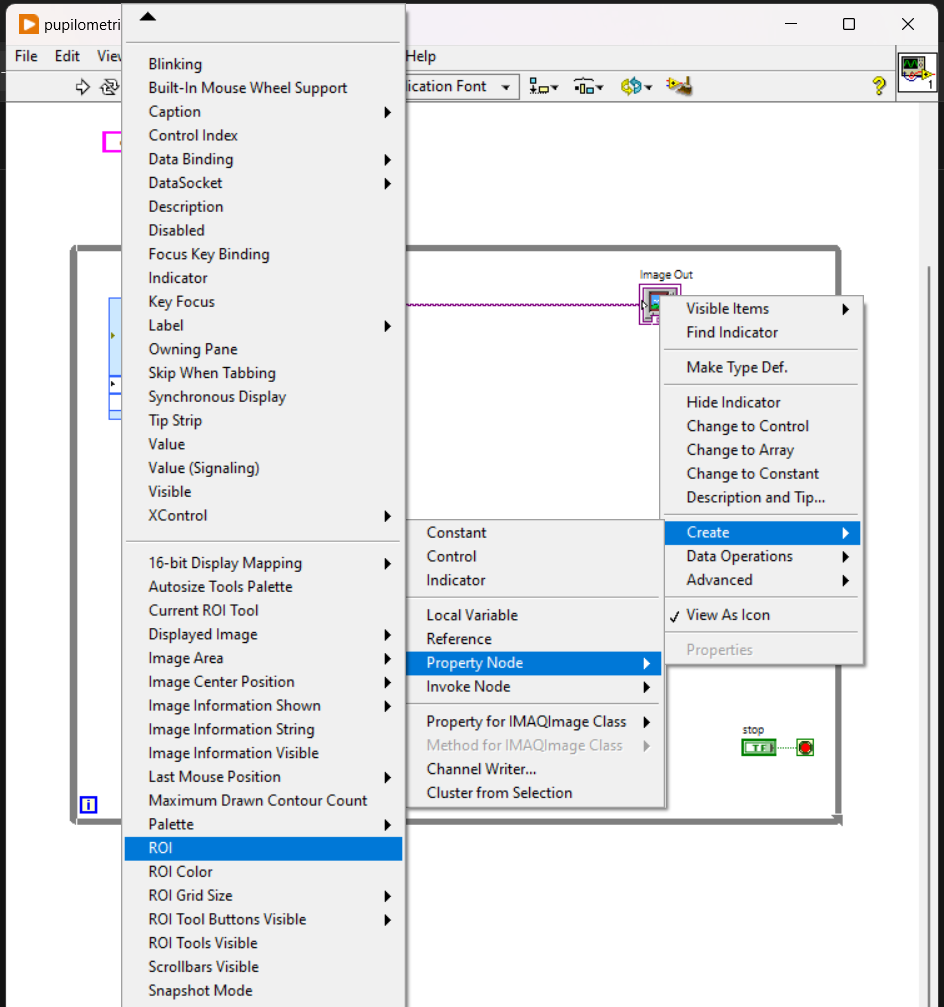 pupilometri
File Edit View Help
ication Font
?
1
Blinking
Built-In Mouse Wheel Support
Caption
Control Index
Data Binding
DataSocket
Description
Disabled
Focus Key Binding
Indicator
Key Focus
Label
Owning Pane
Skip When Tabbing
Synchronous Display
Tip Strip
Value
Value (Signaling)
Visible
XControl
16-bit Display Mapping
Autosize Tools Palette
Current ROI Tool
Displayed Image
Image Area
Image Center Position
Image Information Shown
Image Information String
Image Information Visible
Last Mouse Position
Maximum Drawn Contour Count
Palette
ROI
ROI Color
ROI Grid Size
ROI Tool Buttons Visible
ROI Tools Visible
Scrollbars Visible
Snapshot Mode
Constant
Control
Indicator
Local Variable
Reference
Property Node
Invoke Node
Property for IMAQImage Class
Method for IMAQImage Class
Channel Writer...
Cluster from Selection
Image Out
Visible Items
Find Indicator
Make Type Def.
Hide Indicator
Change to Control
Change to Array
Change to Constant
Description and Tip...
Create
Data Operations
Advanced
View As Icon
Properties
stop
TF
i